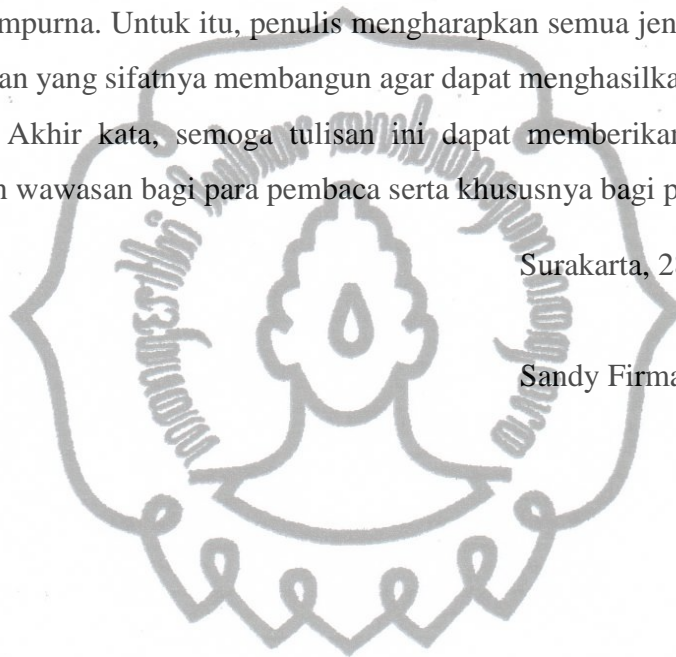 mpurna. Untuk itu, penulis mengharapkan semua jen
an yang sifatnya membangun agar dapat menghasilka
Akhir kata, semoga tulisan ini dapat memberikan
n wawasan bagi para pembaca serta khususnya bagi p
Surakarta, 2
Sandy Firma